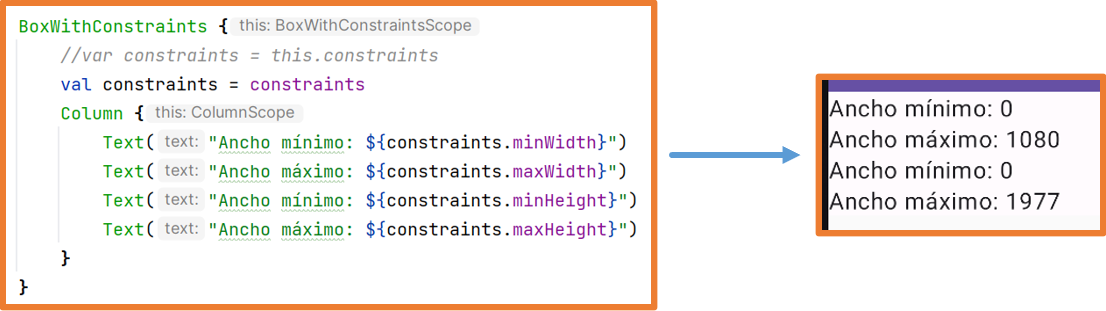 BoxWithConstraints { this: BoxWithConstraintsScope
//var constraints = this.constraints
val constraints = constraints
Column { this: ColumnScope
Text( text: "Ancho mínimo: ${constraints.minWidth}")
Text( text: "Ancho máximo: ${constraints.maxWidth}")
Text( text: "Ancho mínimo: ${constraints.minHeight}")
Text( text: "Ancho máximo: ${constraints.maxHeight}")
}
}
Ancho mínimo: 0
Ancho máximo: 1080
Ancho mínimo: 0
Ancho máximo: 1977